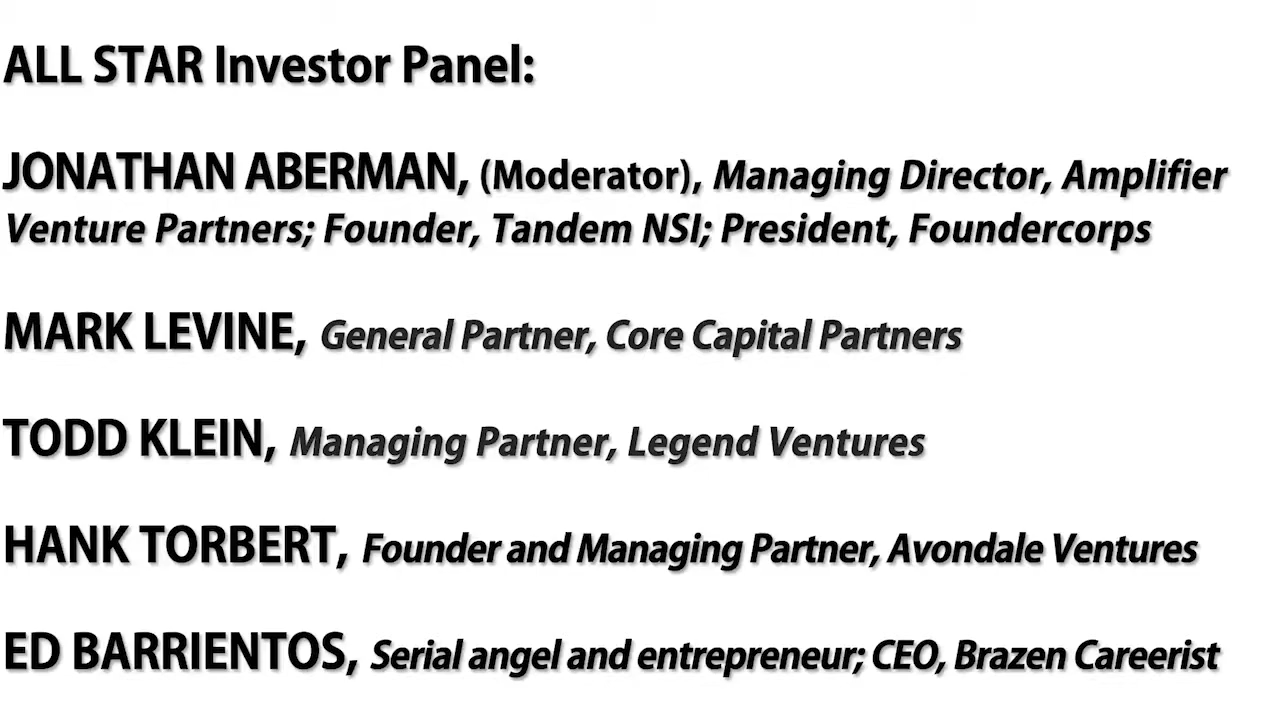 ALL STAR Investor Panel:
JONATHAN ABERMAN, (Moderator), Managing Director, Amplifier
Venture Partners; Founder, Tandem NSI; President, Foundercorps
MARK LEVINE, General Partner, Core Capital Partners
TODD KLEIN, Managing Partner, Legend Ventures
HANK TORBERT, Founder and Managing Partner, Avondale Ventures
ED BARRIENTOS, Serial angel and entrepreneur; CEO, Brazen Careerist